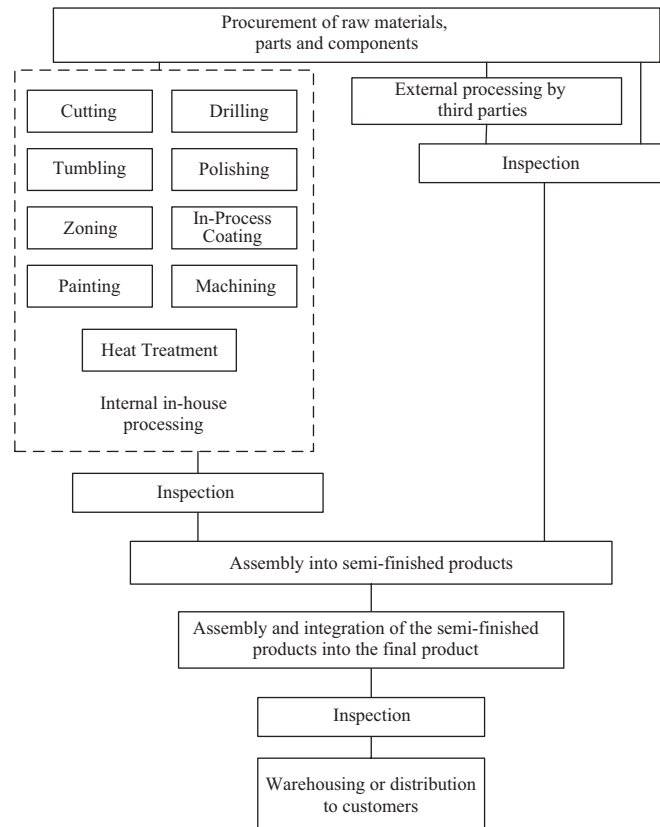 Procurement of raw materials,
parts and components
External processing by
third parties
Inspection
Cutting
Drilling
Tumbling
Polishing
Zoning
In-Process
Coating
Painting
Machining
Heat Treatment
Internal in-house
processing
Inspection
Assembly into semi-finished products
Assembly and integration of the semi-finished
products into the final product
Inspection
Warehousing or distribution
to customers